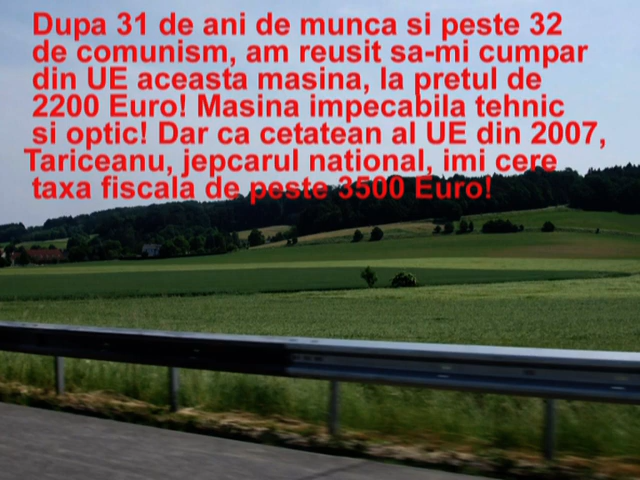 Dupa 31 de ani de munca si peste 32
de comunism, am reusit sa-mi cumpar
din UE aceasta masina, la pretul de
2200 Euro! Masina impecabila tehnic
si optic! Dar ca cetatean al UE din 2007,
Tariceanu, jepcarul national, imi cere
taxa fiscala de peste 3500 Euro!